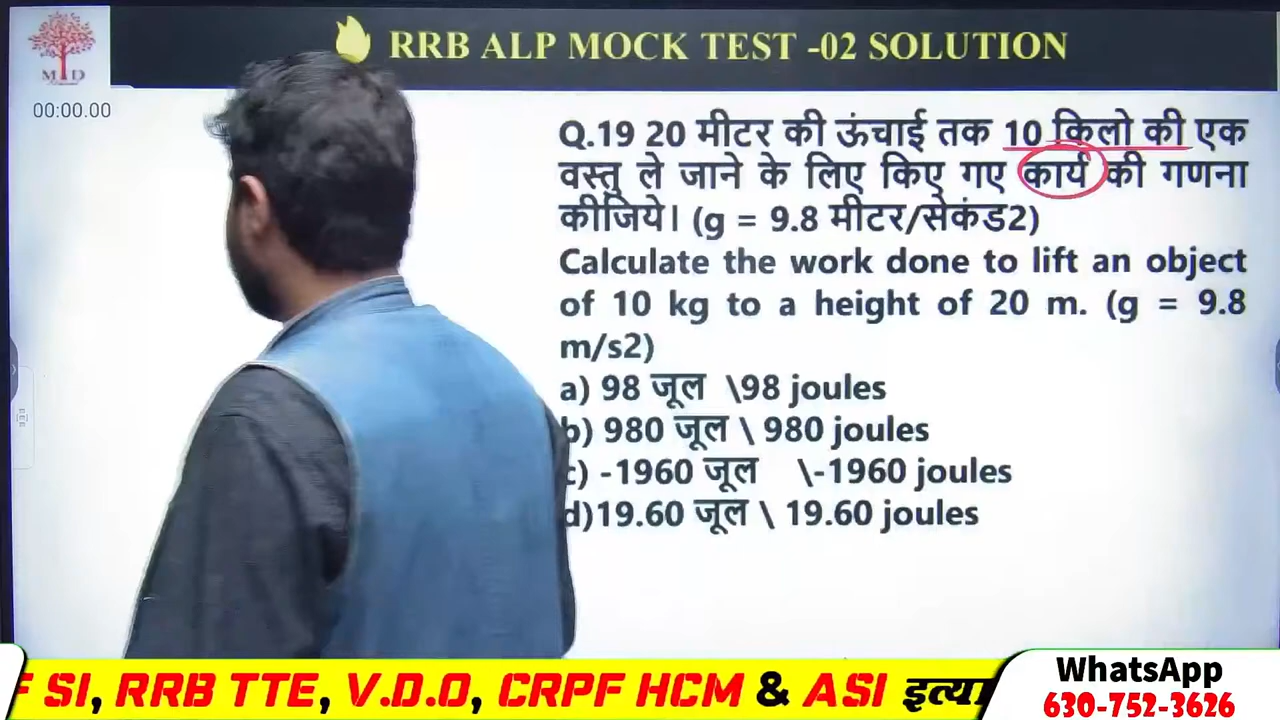 RRB ALP MOCK TEST -02 SOLUTION
M D
00:00.00
Q.19 20 मीटर की ऊंचाई तक 10 किलो की एक
वस्तु ले जाने के लिए किए गए कार्य की गणना
कीजिये। (g = 9.8 मीटर/सेकंड2)
Calculate the work done to lift an object
of 10 kg to a height of 20 m. (g = 9.8
m/s2)
a) 98 जूल \98 joules
b) 980 जूल \ 980 joules
c) -1960 जूल \-1960 joules
d)19.60 जूल \ 19.60 joules
SI, RRB TTE, V.D.O, CRPF HCM & ASI
WhatsApp
630-752-3626